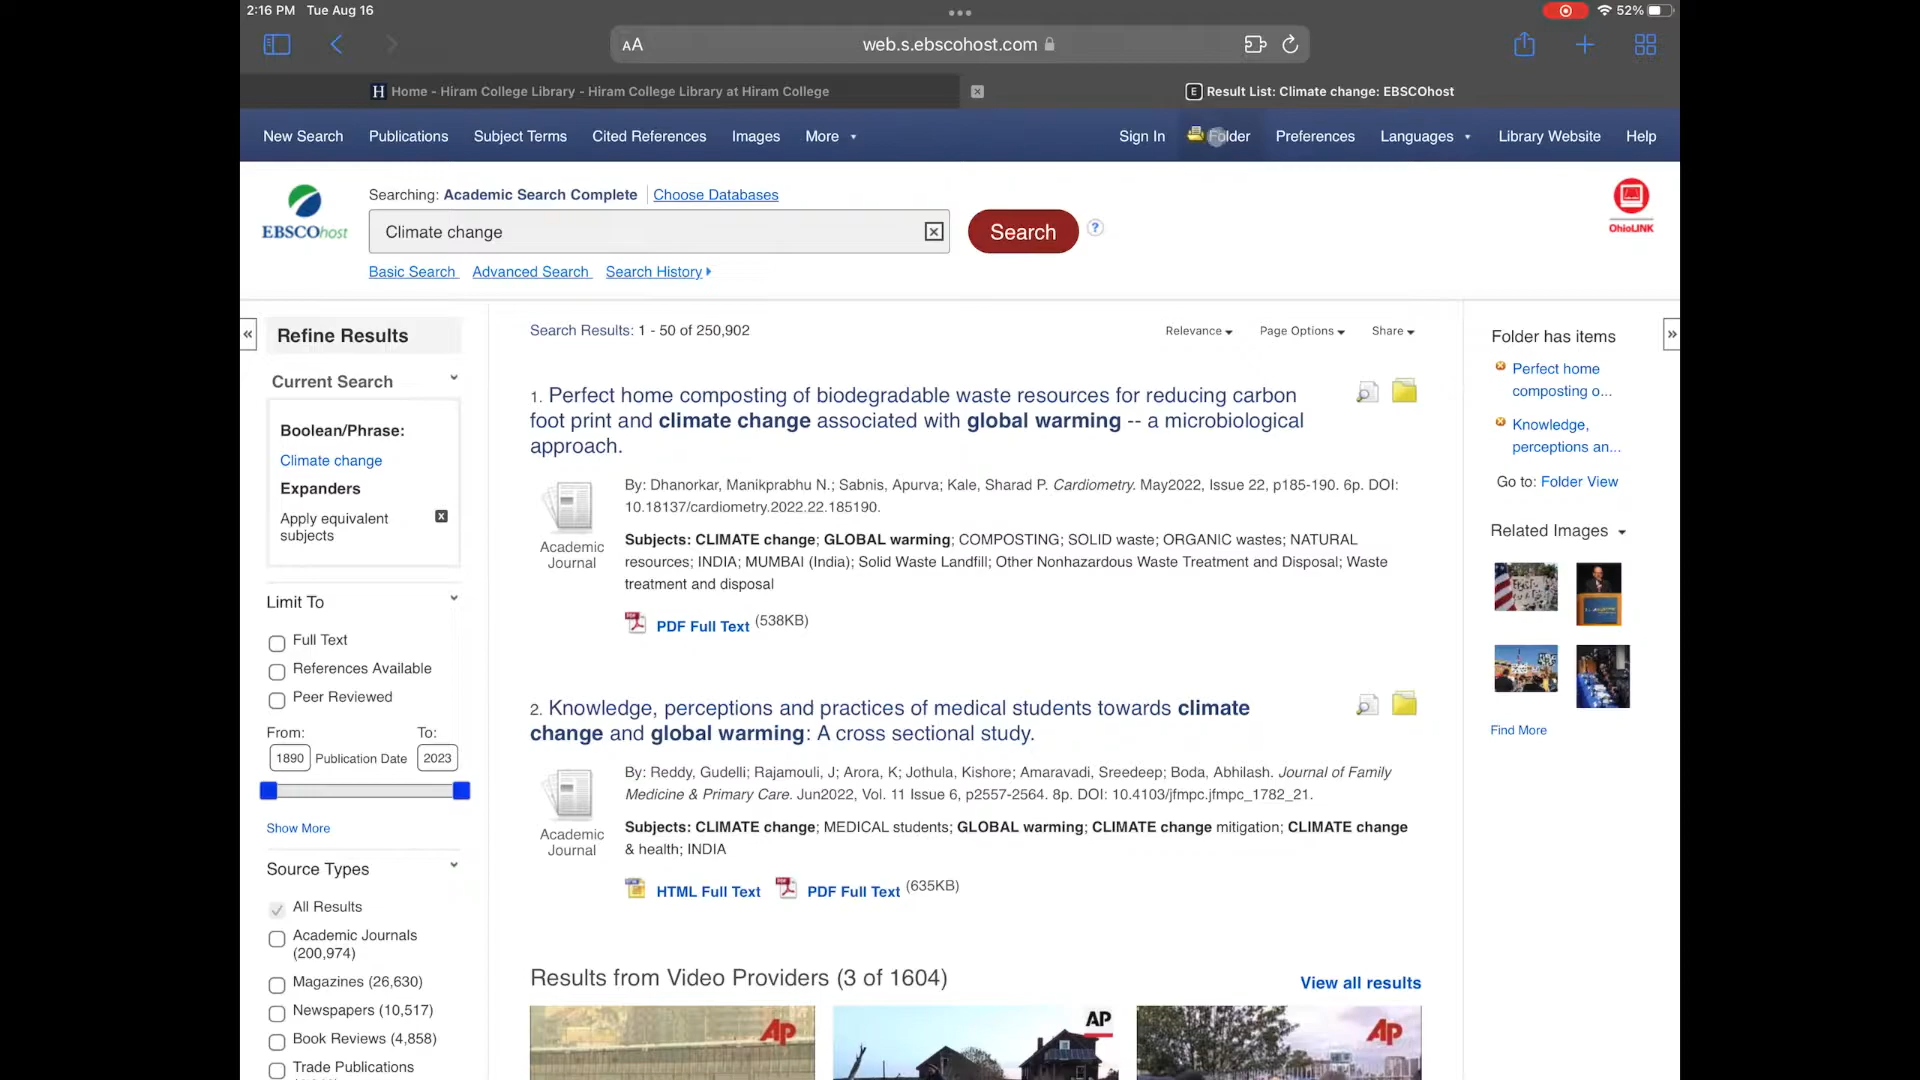 2:16 PM Tue Aug 16
52%
AA
web.s.ebscohost.com
H Home - Hiram College Library - Hiram College Library at Hiram College
E Result List: Climate change: EBSCOhost
New Search Publications Subject Terms Cited References Images More
Sign In Folder Preferences Languages Library Website Help
EBSCOhost
Searching: Academic Search Complete Choose Databases
Climate change
Search
?
Basic Search Advanced Search Search History
OhioLINK
«
Refine Results
Current Search
Boolean/Phrase:
Climate change
Expanders
Apply equivalent
subjects
x
Limit To
Full Text
References Available
Peer Reviewed
From: To:
1890 Publication Date 2023
Show More
Source Types
All Results
Academic Journals
(200,974)
Magazines (26,630)
Newspapers (10,517)
Book Reviews (4,858)
Trade Publications
Search Results: 1 - 50 of 250,902
Relevance Page Options Share
1. Perfect home composting of biodegradable waste resources for reducing carbon
foot print and climate change associated with global warming -- a microbiological
approach.
Academic
Journal
By: Dhanorkar, Manikprabhu N.; Sabnis, Apurva; Kale, Sharad P. Cardiometry. May2022, Issue 22, p185-190. 6p. DOI:
10.18137/cardiometry.2022.22.185190.
Subjects: CLIMATE change; GLOBAL warming; COMPOSTING; SOLID waste; ORGANIC wastes; NATURAL
resources; INDIA; MUMBAI (India); Solid Waste Landfill; Other Nonhazardous Waste Treatment and Disposal; Waste
treatment and disposal
PDF Full Text (538KB)
2. Knowledge, perceptions and practices of medical students towards climate
change and global warming: A cross sectional study.
Academic
Journal
By: Reddy, Gudelli; Rajamouli, J; Arora, K; Jothula, Kishore; Amaravadi, Sreedeep; Boda, Abhilash. Journal of Family
Medicine & Primary Care. Jun2022, Vol. 11 Issue 6, p2557-2564. 8p. DOI: 10.4103/jfmpc.jfmpc_1782_21.
Subjects: CLIMATE change; MEDICAL students; GLOBAL warming; CLIMATE change mitigation; CLIMATE change
& health; INDIA
HTML Full Text PDF Full Text (635KB)
Results from Video Providers (3 of 1604)
View all results
AP
AP
AP
»
Folder has items
Perfect home
composting o...
Knowledge,
perceptions an...
Go to: Folder View
Related Images
Find More